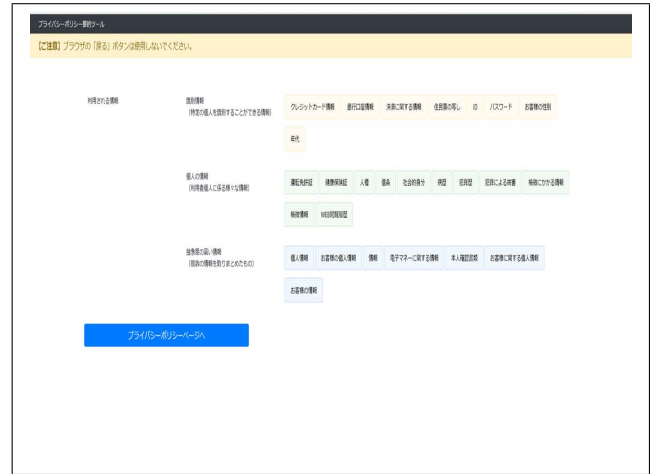 プライバシーポリシー要約ツール
【ご注意】ブラウザの「戻る」ボタンは使用しないでください。
利用される情報
識別情報
(特定の個人を識別することができる情報)
クレジットカード情報 銀行口座情報 決済に関する情報 住民票の写し ID パスワード お客様の性別
年代
個人の情報
(利用者個人に係る様々な情報)
運転免許証 健康保険証 人種 信条 社会的身分 病歴 犯罪歴 犯罪による被害 機微にかかる情報
機微情報 WEB閲覧履歴
抽象度の高い情報
(複数の情報を取りまとめたもの)
個人情報 お客様の個人情報 情報 電子マネーに関する情報 本人確認書類 お客様に関する個人情報
お客様の情報
プライバシーポリシーページへ